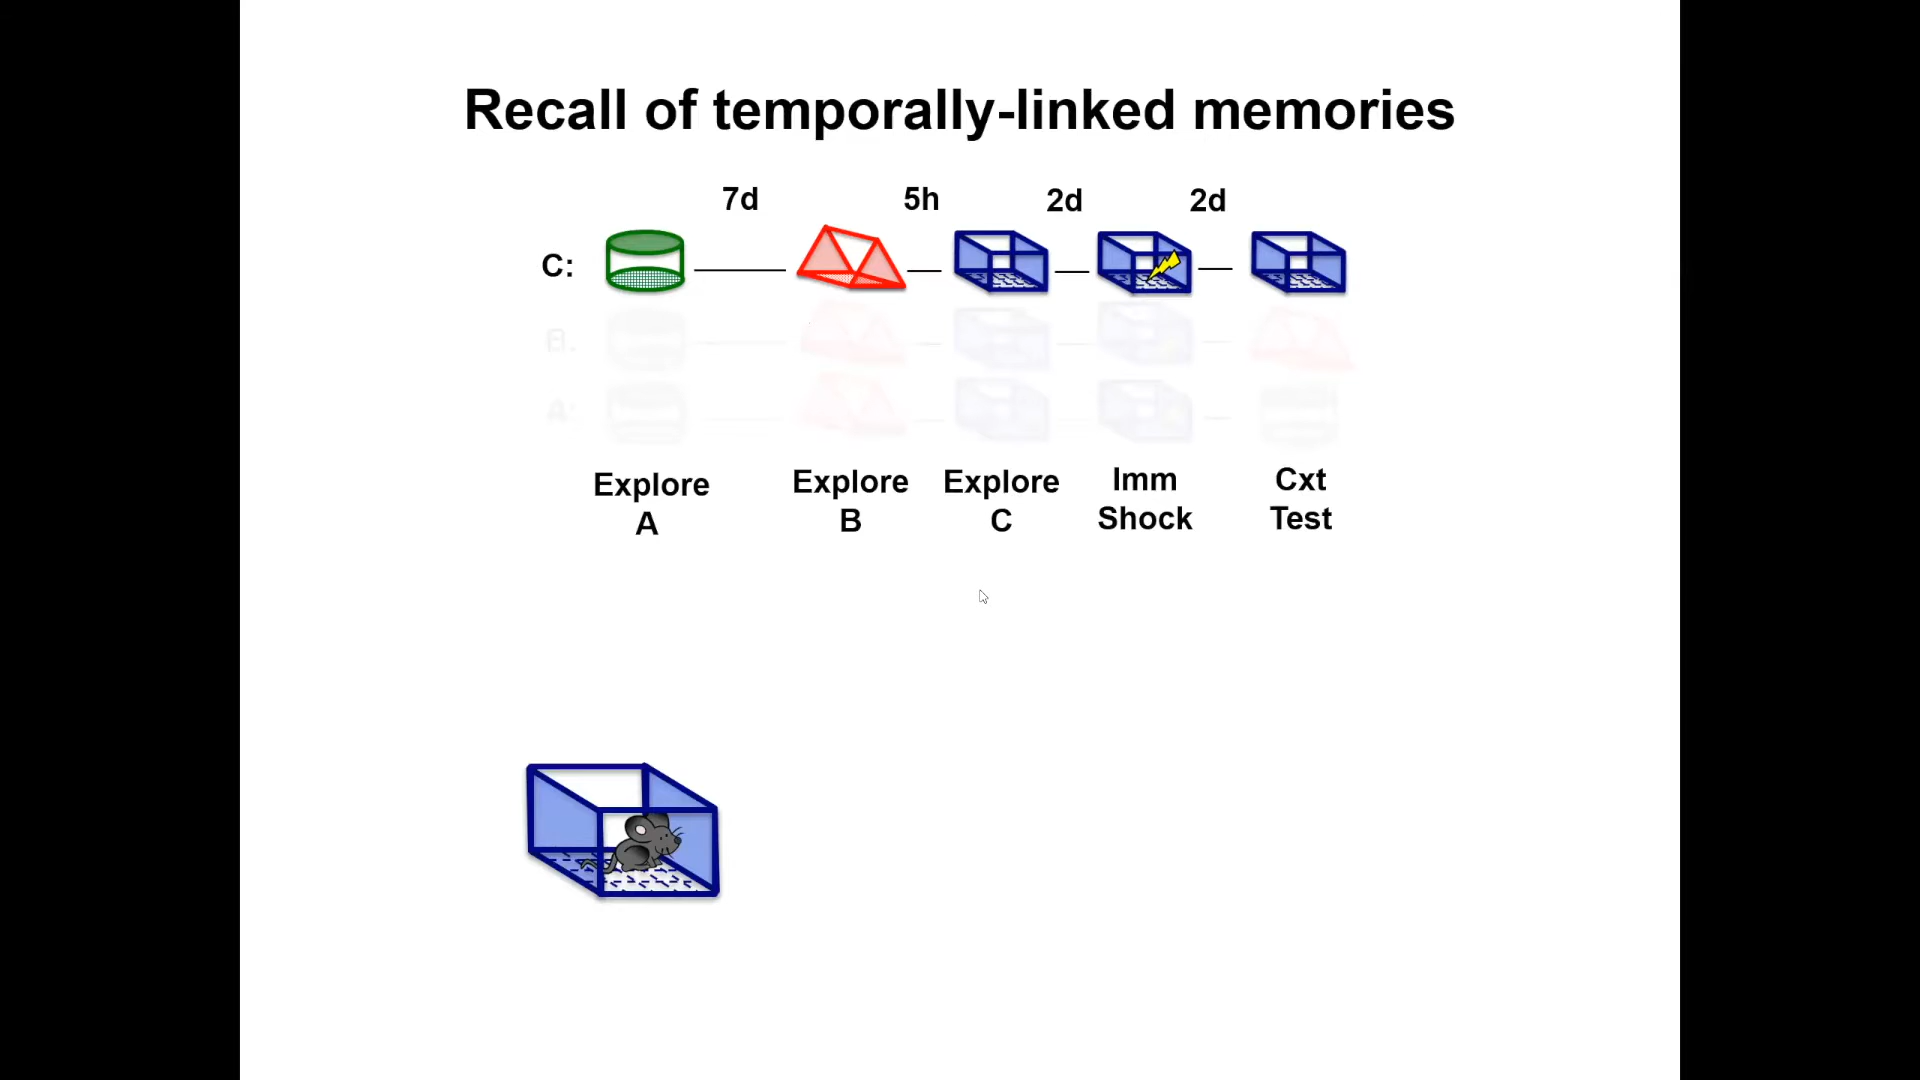 Recall of temporally-linked memories
7d 5h 2d 2d
C:
B:
A:
Explore Explore Explore Imm Cxt
A B C Shock Test